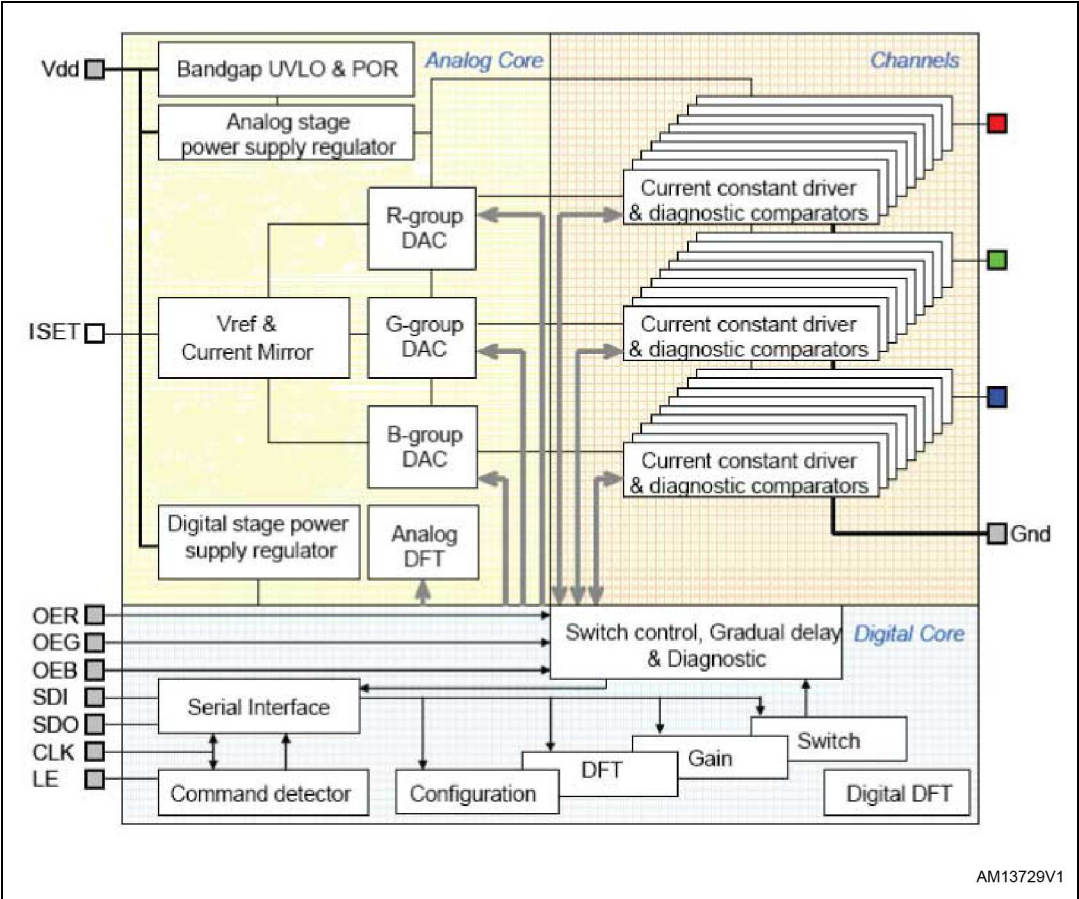 Vdd
Bandgap UVLO & POR
Analog Core
Channels
Analog stage
power supply regulator
R-group
DAC
Current constant driver
& diagnostic comparators
ISET
Vref &
Current Mirror
G-group
DAC
Current constant driver
& diagnostic comparators
B-group
DAC
Current constant driver
& diagnostic comparators
Digital stage power
supply regulator
Analog
DFT
Gnd
OER
OEG
OEB
SDI
SDO
CLK
LE
Switch control, Gradual delay
& Diagnostic
Digital Core
Serial Interface
Switch
Gain
DFT
Command detector
Configuration
Digital DFT
AM13729V1